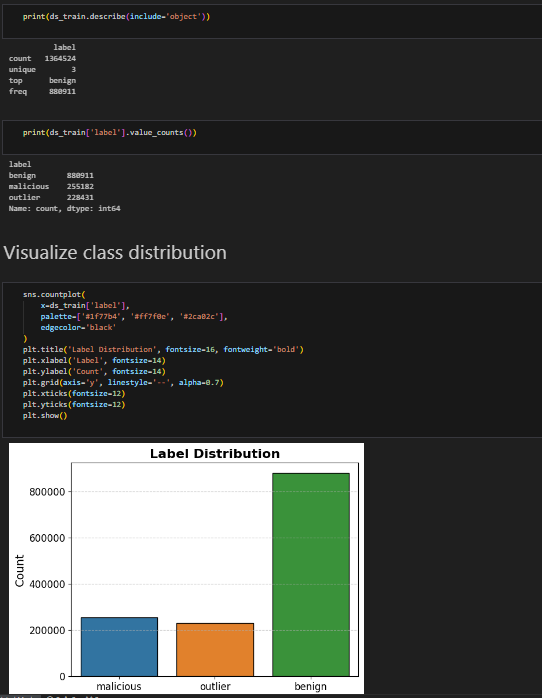 print(ds_train.describe(include='object'))
label
count 1364524
unique 3
top benign
freq 880911
print(ds_train['label'].value_counts())
label
benign 880911
malicious 255182
outlier 228431
Name: count, dtype: int64
Visualize class distribution
sns.countplot(
x=ds_train['label'],
palette=['#1f77b4', '#ff7f0e', '#2ca02c'],
edgecolor='black'
)
plt.title('Label Distribution', fontsize=16, fontweight='bold')
plt.xlabel('Label', fontsize=14)
plt.ylabel('Count', fontsize=14)
plt.grid(axis='y', linestyle='--', alpha=0.7)
plt.xticks(fontsize=12)
plt.yticks(fontsize=12)
plt.show()
Label Distribution
800000
600000
400000
200000
0
Count
malicious outlier benign